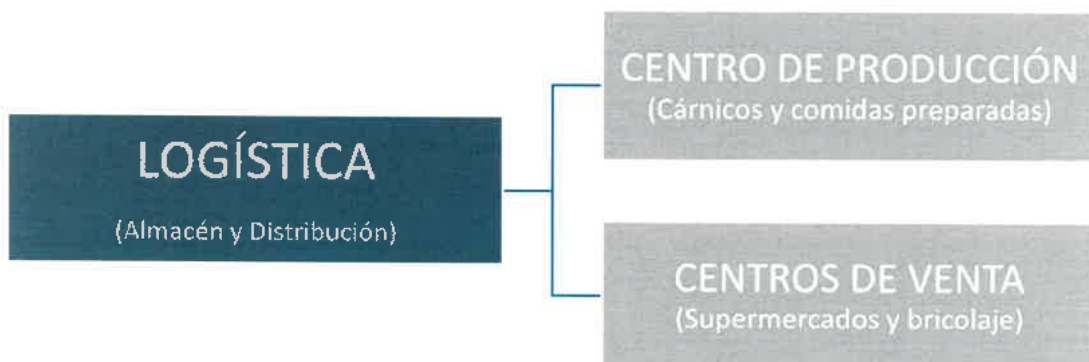 LOGÍSTICA
(Almacén y Distribución)
CENTRO DE PRODUCCIÓN
(Cárnicos y comidas preparadas)
CENTROS DE VENTA
(Supermercados y bricolaje)